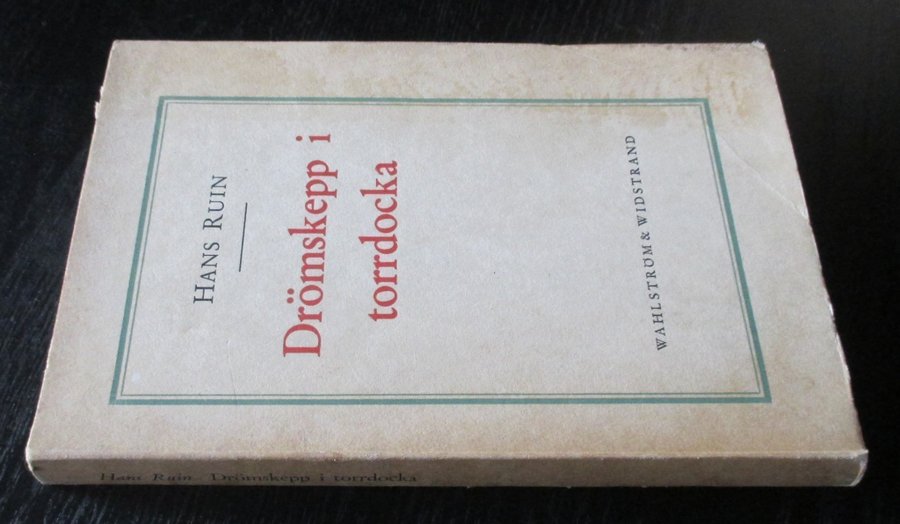 HANS RUIN
Drömskepp i
torrdocka
WAHLSTRÖM & WIDSTRAND
Hans Ruin Drömskepp i torrdocka